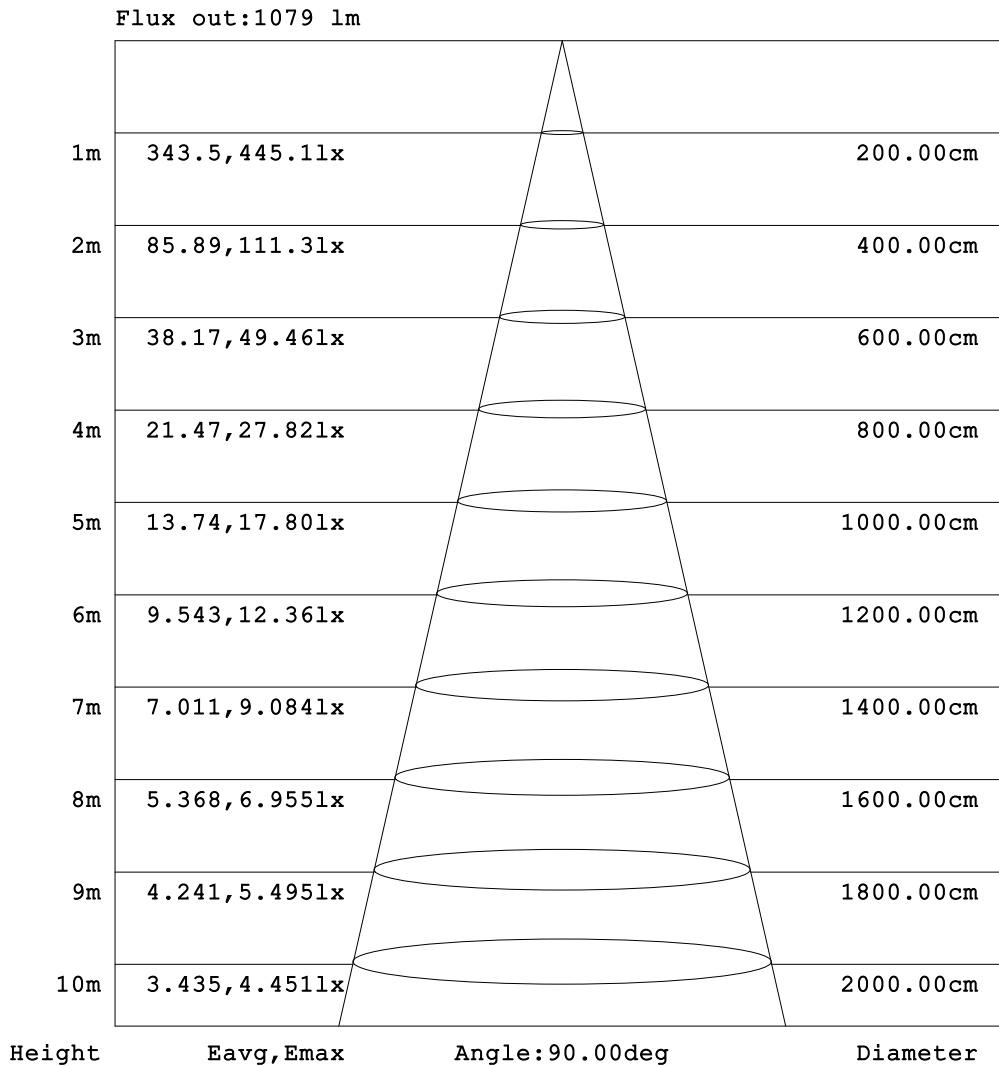 Flux out:1079 lm
1m 343.5,445.1lx 200.00cm
2m 85.89,111.3lx 400.00cm
3m 38.17,49.46lx 600.00cm
4m 21.47,27.82lx 800.00cm
5m 13.74,17.80lx 1000.00cm
6m 9.543,12.36lx 1200.00cm
7m 7.011,9.084lx 1400.00cm
8m 5.368,6.955lx 1600.00cm
9m 4.241,5.495lx 1800.00cm
10m 3.435,4.451lx 2000.00cm
Height Eavg,Emax Angle:90.00deg Diameter